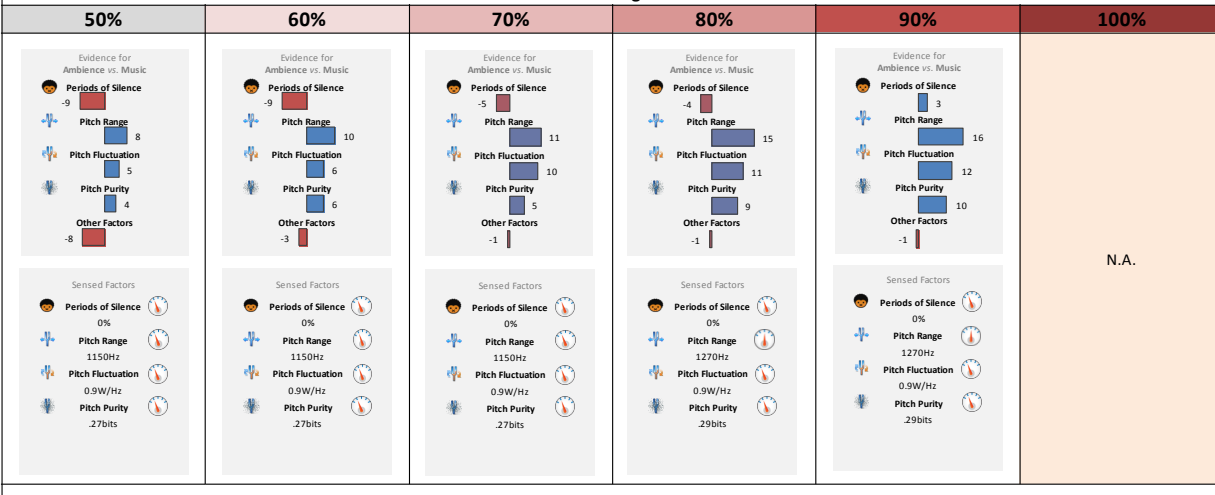 50%
60%
70%
80%
90%
100%
Evidence for
Ambience vs. Music
Periods of Silence
-9
Pitch Range
8
Pitch Fluctuation
5
Pitch Purity
4
Other Factors
-8
Sensed Factors
Periods of Silence
0%
Pitch Range
1150Hz
Pitch Fluctuation
0.9W/Hz
Pitch Purity
.27bits
Evidence for
Ambience vs. Music
Periods of Silence
-9
Pitch Range
10
Pitch Fluctuation
6
Pitch Purity
6
Other Factors
-3
Sensed Factors
Periods of Silence
0%
Pitch Range
1150Hz
Pitch Fluctuation
0.9W/Hz
Pitch Purity
.27bits
Evidence for
Ambience vs. Music
Periods of Silence
-5
Pitch Range
11
Pitch Fluctuation
10
Pitch Purity
5
Other Factors
-1
Sensed Factors
Periods of Silence
0%
Pitch Range
1150Hz
Pitch Fluctuation
0.9W/Hz
Pitch Purity
.27bits
Evidence for
Ambience vs. Music
Periods of Silence
-4
Pitch Range
15
Pitch Fluctuation
11
Pitch Purity
9
Other Factors
-1
Sensed Factors
Periods of Silence
0%
Pitch Range
1270Hz
Pitch Fluctuation
0.9W/Hz
Pitch Purity
.29bits
Evidence for
Ambience vs. Music
Periods of Silence
3
Pitch Range
16
Pitch Fluctuation
12
Pitch Purity
10
Other Factors
-1
Sensed Factors
Periods of Silence
0%
Pitch Range
1270Hz
Pitch Fluctuation
0.9W/Hz
Pitch Purity
.29bits
N.A.